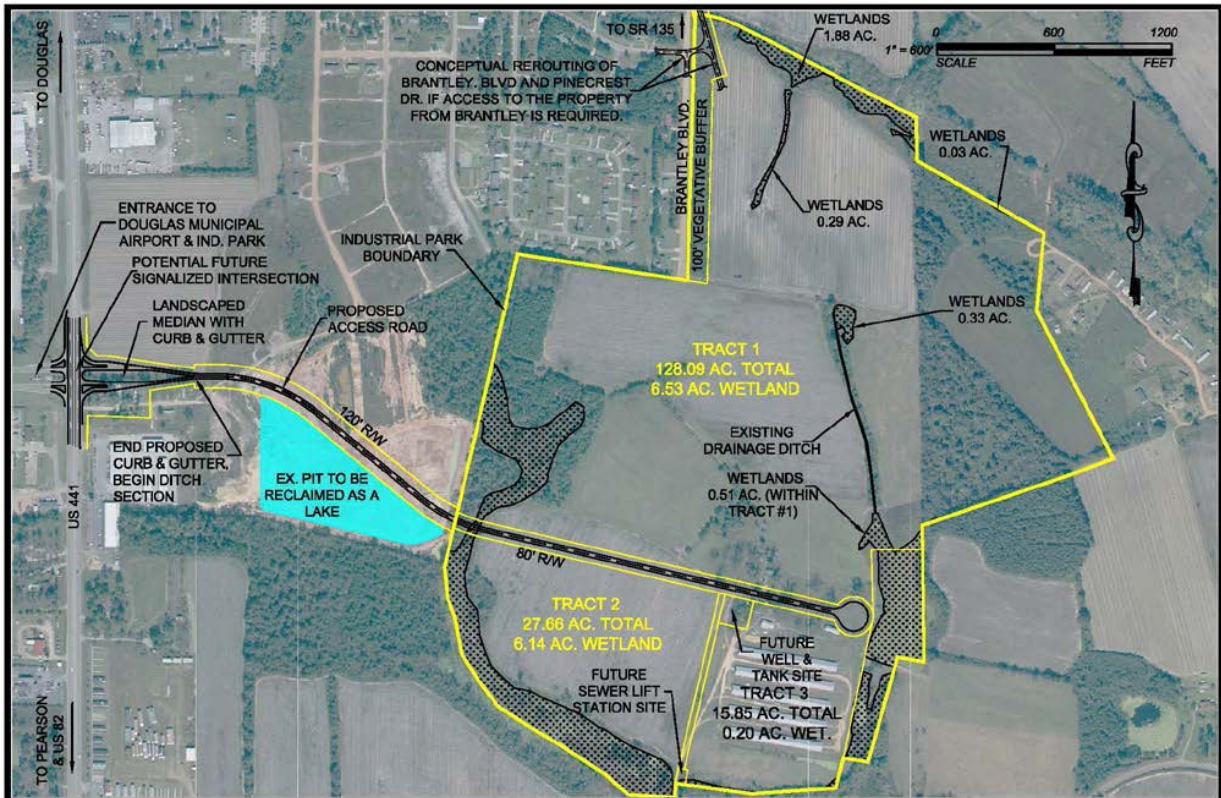 TO DOUGLAS
TO SR 135
CONCEPTUAL REROUTING OF
BRANTLEY. BLVD AND PINECREST
DR. IF ACCESS TO THE PROPERTY
FROM BRANTLEY IS REQUIRED.
WETLANDS
1.88 AC.
0 600 1200
1" = 600'
SCALE FEET
BRANTLEY BLVD.
100' VEGETATIVE BUFFER
WETLANDS
0.03 AC.
WETLANDS
0.29 AC.
ENTRANCE TO
DOUGLAS MUNICIPAL
AIRPORT & IND. PARK
POTENTIAL FUTURE
SIGNALIZED INTERSECTION
LANDSCAPED
MEDIAN WITH
CURB & GUTTER
INDUSTRIAL PARK
BOUNDARY
PROPOSED
ACCESS ROAD
WETLANDS
0.33 AC.
TRACT 1
128.09 AC. TOTAL
6.53 AC. WETLAND
120' R/W
EXISTING
DRAINAGE DITCH
END PROPOSED
CURB & GUTTER,
BEGIN DITCH
SECTION
EX. PIT TO BE
RECLAIMED AS A
LAKE
WETLANDS
0.51 AC. (WITHIN
TRACT #1)
US 441
80' R/W
TRACT 2
27.66 AC. TOTAL
6.14 AC. WETLAND
FUTURE
WELL &
TANK SITE
FUTURE
SEWER LIFT
STATION SITE
TRACT 3
15.85 AC. TOTAL
0.20 AC. WET.
TO PEARSON
& US 82